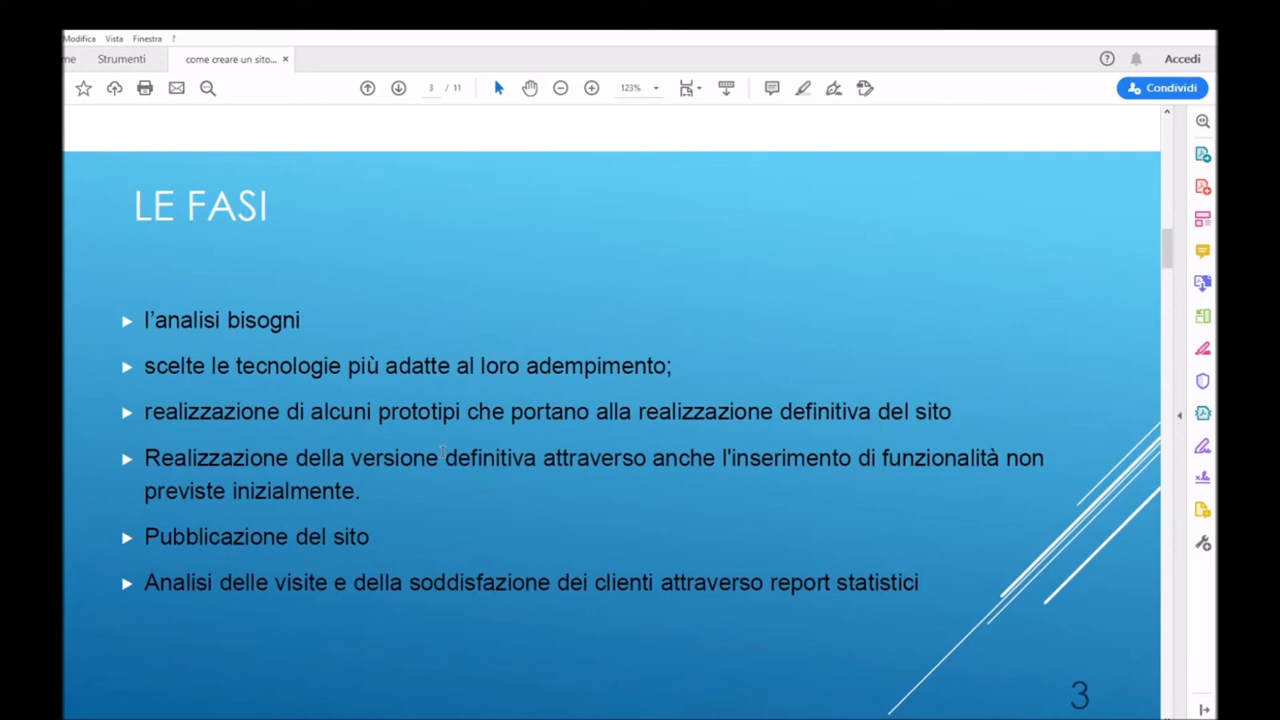 Modifica Vista Finestra ?
me Strumenti come creare un sito... × Accedi
3 / 11 123% Condividi
LE FASI
l’analisi bisogni
scelte le tecnologie più adatte al loro adempimento;
realizzazione di alcuni prototipi che portano alla realizzazione definitiva del sito
Realizzazione della versione definitiva attraverso anche l'inserimento di funzionalità non
previste inizialmente.
Pubblicazione del sito
Analisi delle visite e della soddisfazione dei clienti attraverso report statistici
3